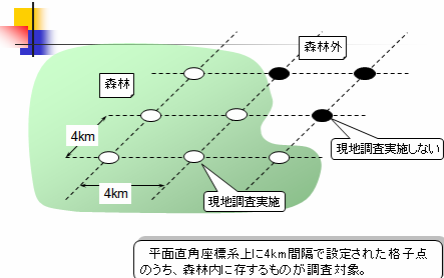 森林外
森林
4km
4km
現地調査実施しない
現地調査実施
平面直角座標系上に4km間隔で設定された格子点
のうち、森林内に存するものが調査対象。